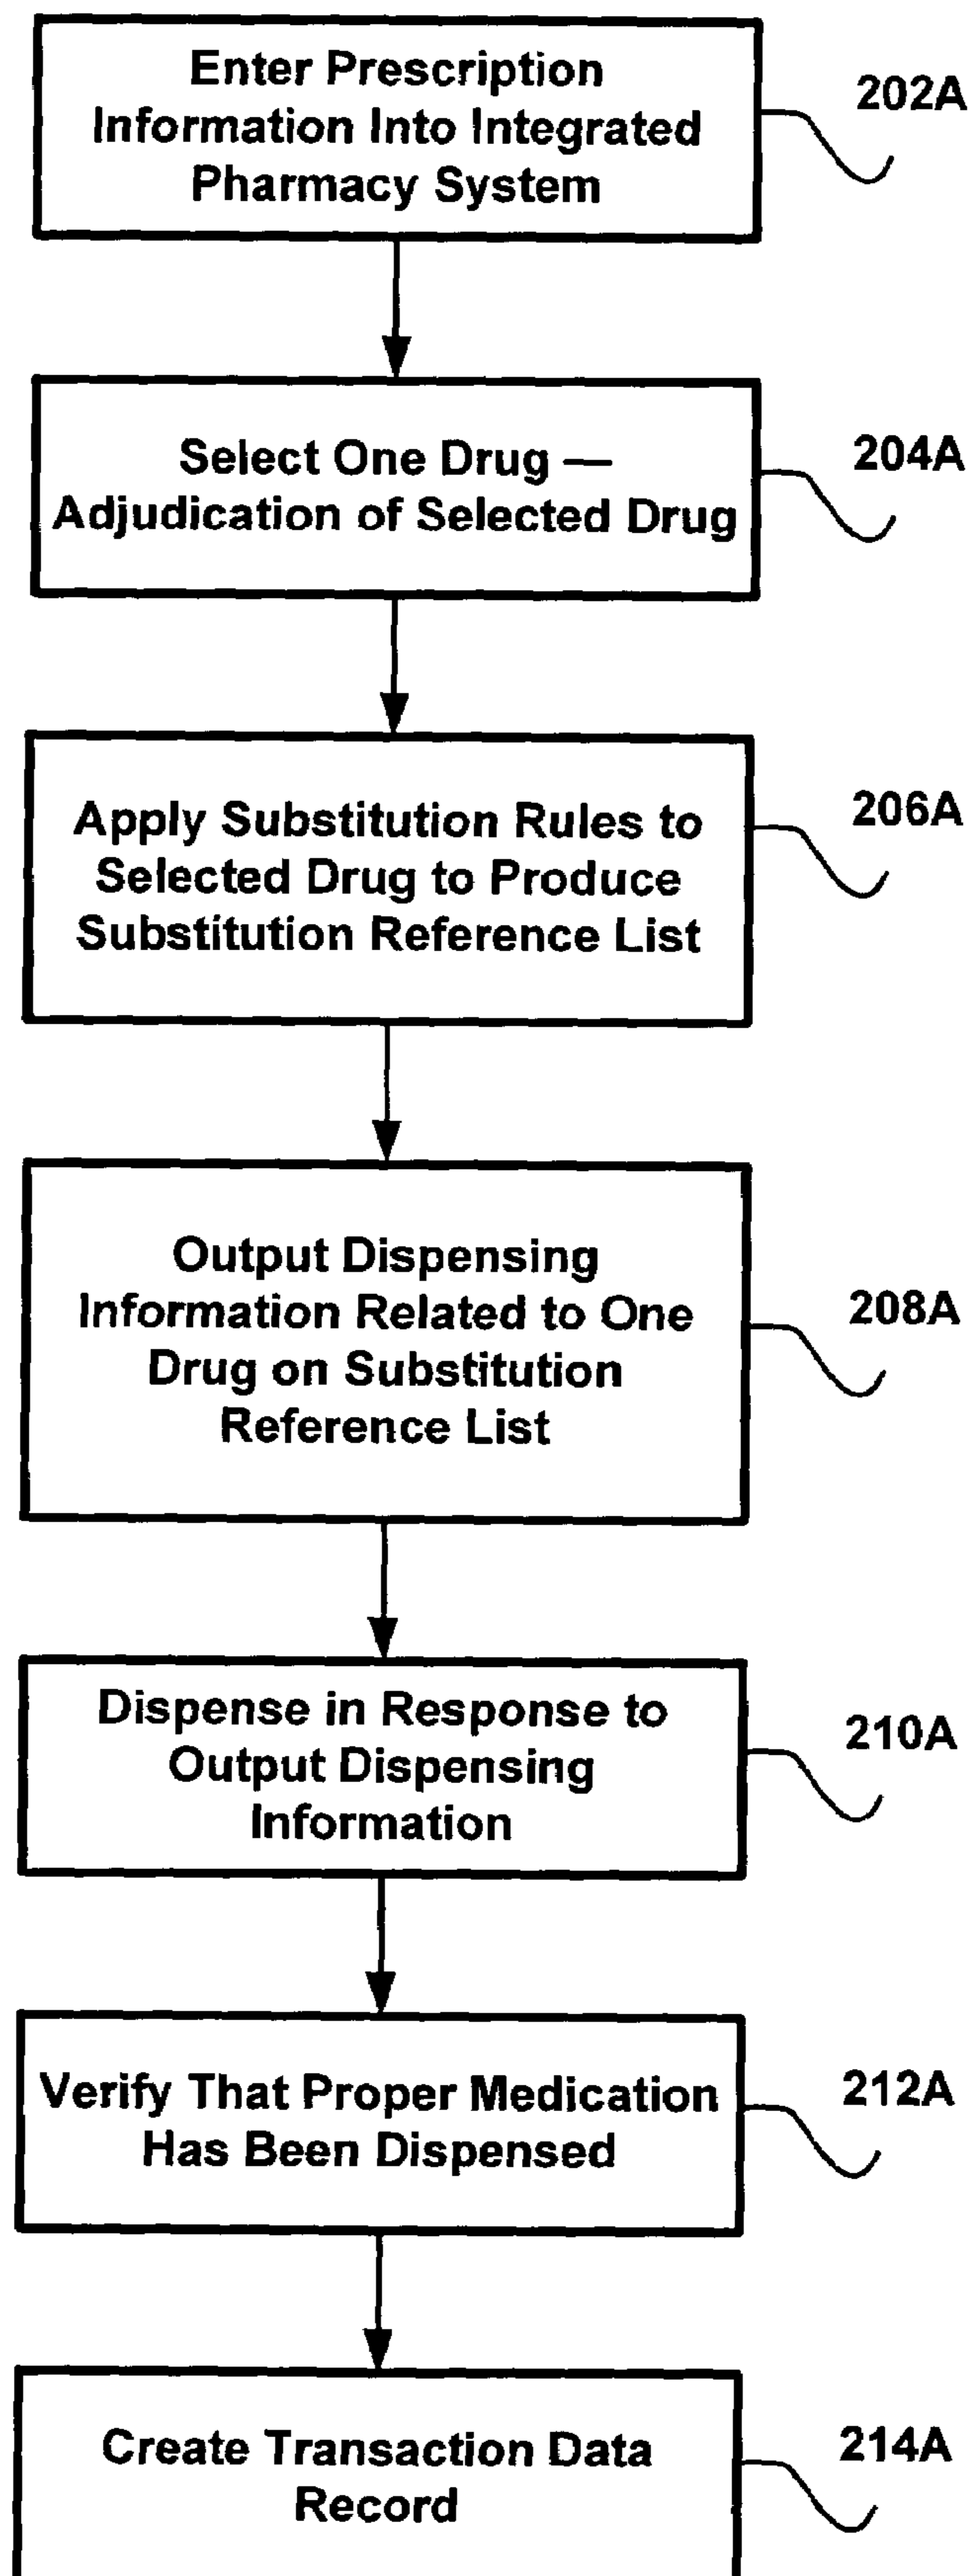 Enter Prescription
Information Into Integrated
Pharmacy System
202A
Select One Drug —
Adjudication of Selected Drug
204A
Apply Substitution Rules to
Selected Drug to Produce
Substitution Reference List
206A
Output Dispensing
Information Related to One
Drug on Substitution
Reference List
208A
Dispense in Response to
Output Dispensing
Information
210A
Verify That Proper Medication
Has Been Dispensed
212A
Create Transaction Data
Record
214A